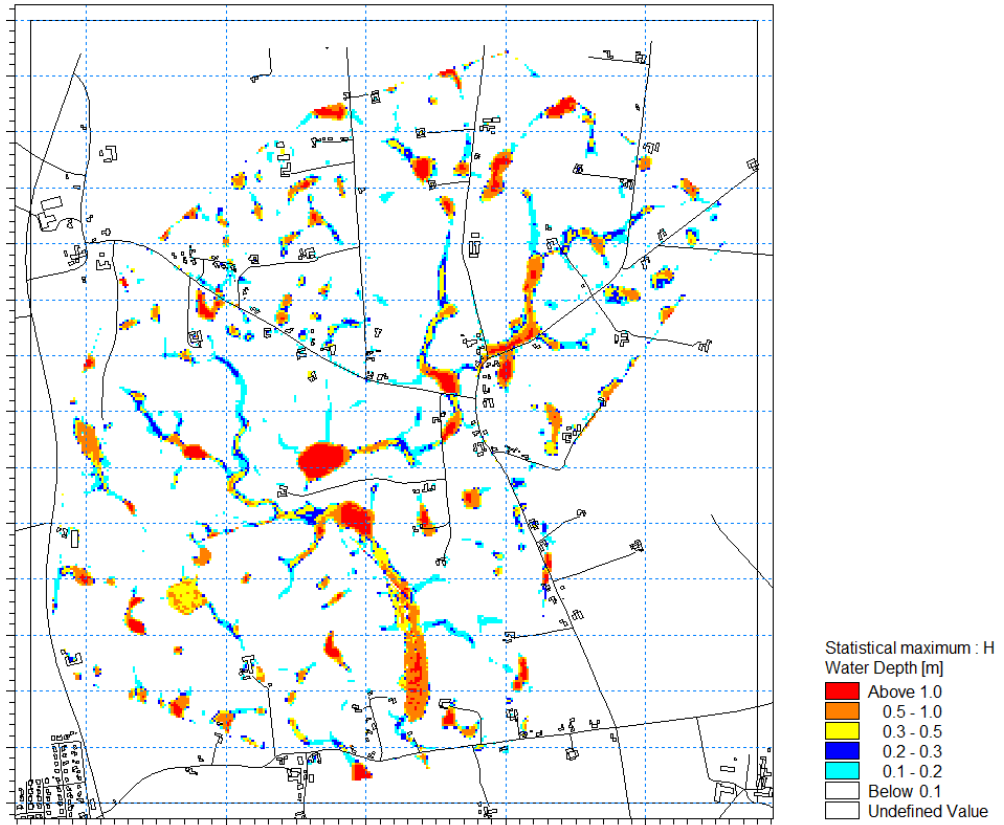 Statistical maximum : H
Water Depth [m]
Above 1.0
0.5 - 1.0
0.3 - 0.5
0.2 - 0.3
0.1 - 0.2
Below 0.1
Undefined Value